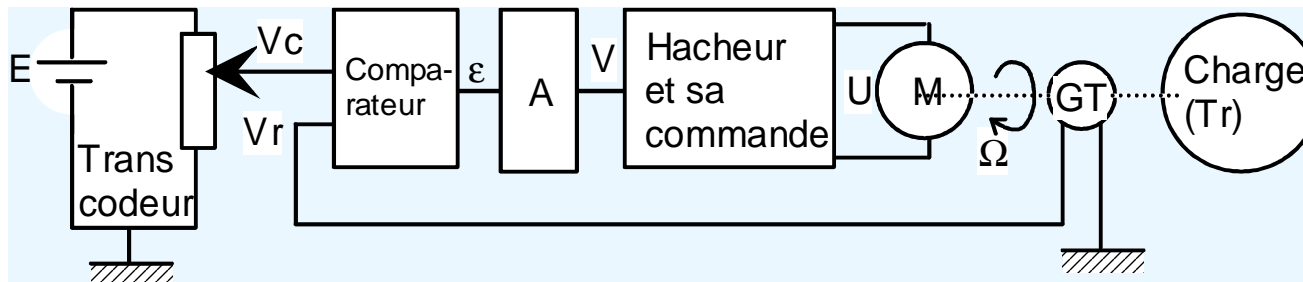 E
Trans
codeur
Vc
Vr
Compa-
rateur
ε
A
V
Hacheur
et sa
commande
U
M
Ω
GT
Charge
(Tr)